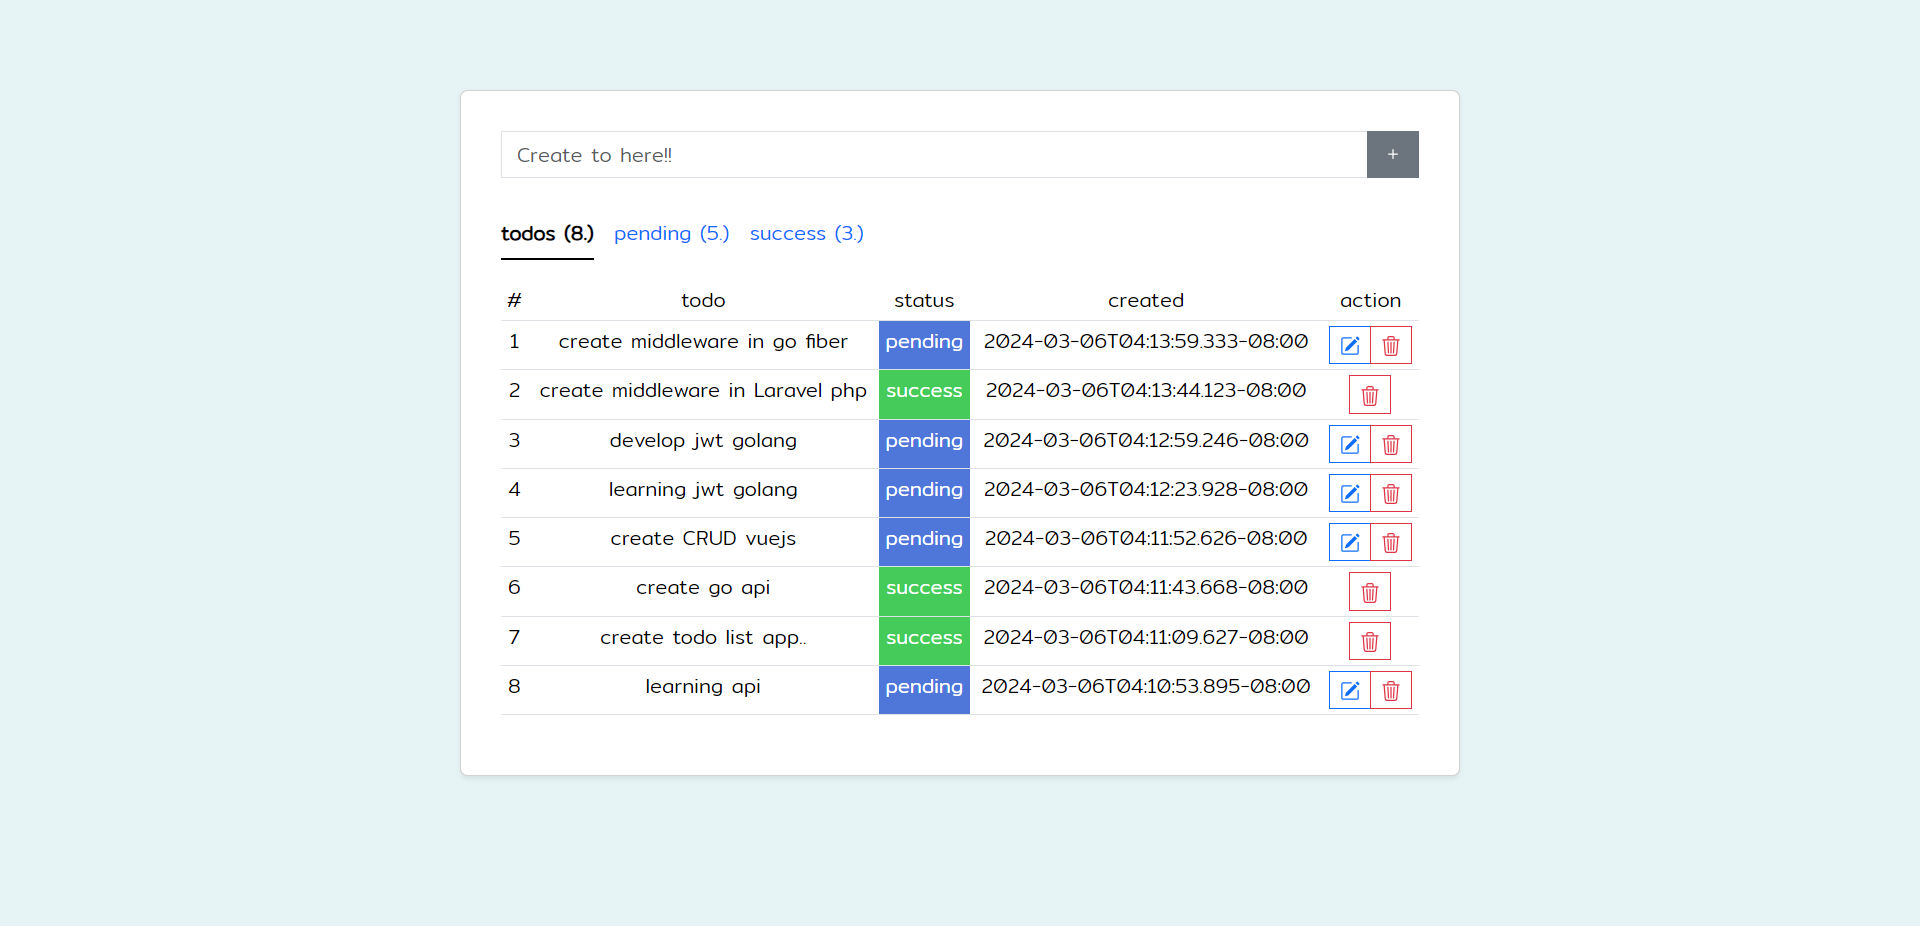 Create to here!! +
todos (8.) pending (5.) success (3.)
# todo status created action
1 create middleware in go fiber pending 2024-03-06T04:13:59.333-08:00
2 create middleware in Laravel php success 2024-03-06T04:13:44.123-08:00
3 develop jwt golang pending 2024-03-06T04:12:59.246-08:00
4 learning jwt golang pending 2024-03-06T04:12:23.928-08:00
5 create CRUD vuejs pending 2024-03-06T04:11:52.626-08:00
6 create go api success 2024-03-06T04:11:43.668-08:00
7 create todo list app.. success 2024-03-06T04:11:09.627-08:00
8 learning api pending 2024-03-06T04:10:53.895-08:00